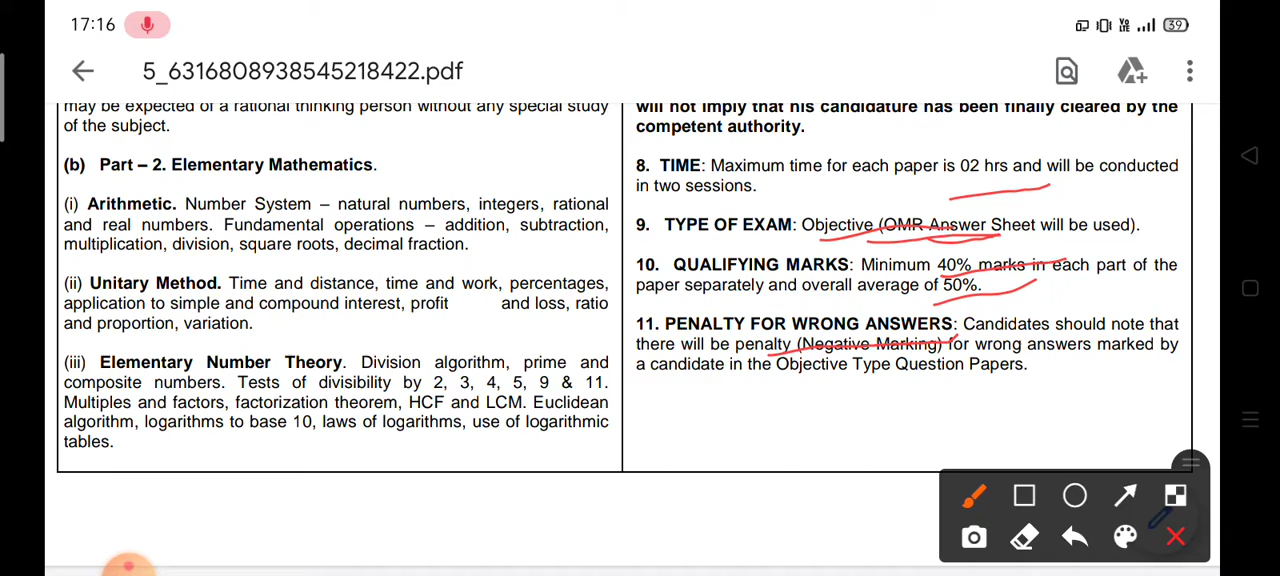 17:16
Vo
LTE
39
5_6316808938545218422.pdf
may be expected of a rational thinking person without any special study
of the subject.
(b) Part – 2. Elementary Mathematics.
(i) Arithmetic. Number System – natural numbers, integers, rational
and real numbers. Fundamental operations – addition, subtraction,
multiplication, division, square roots, decimal fraction.
(ii) Unitary Method. Time and distance, time and work, percentages,
application to simple and compound interest, profit and loss, ratio
and proportion, variation.
(iii) Elementary Number Theory. Division algorithm, prime and
composite numbers. Tests of divisibility by 2, 3, 4, 5, 9 & 11.
Multiples and factors, factorization theorem, HCF and LCM. Euclidean
algorithm, logarithms to base 10, laws of logarithms, use of logarithmic
tables.
will not imply that his candidature has been finally cleared by the
competent authority.
8. TIME: Maximum time for each paper is 02 hrs and will be conducted
in two sessions.
9. TYPE OF EXAM: Objective (OMR Answer Sheet will be used).
10. QUALIFYING MARKS: Minimum 40% marks in each part of the
paper separately and overall average of 50%.
11. PENALTY FOR WRONG ANSWERS: Candidates should note that
there will be penalty (Negative Marking) for wrong answers marked by
a candidate in the Objective Type Question Papers.